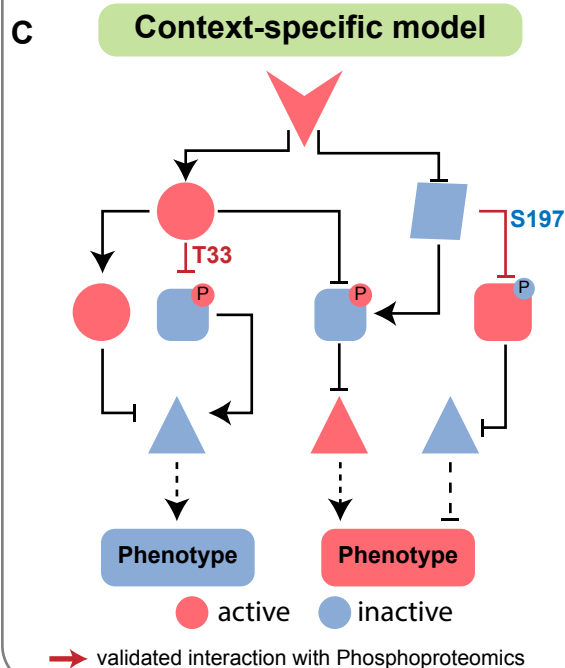 C
Context-specific model
S197
T33
P
P
P
Phenotype
Phenotype
active
inactive
validated interaction with Phosphoproteomics